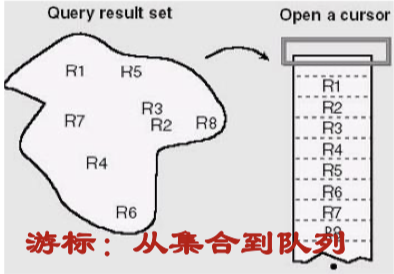 Query result set
Open a cursor
R1
R5
R3
R7
R2
R8
R4
R6
R1
R2
R3
R4
R5
R6
R7
游标：从集合到队列